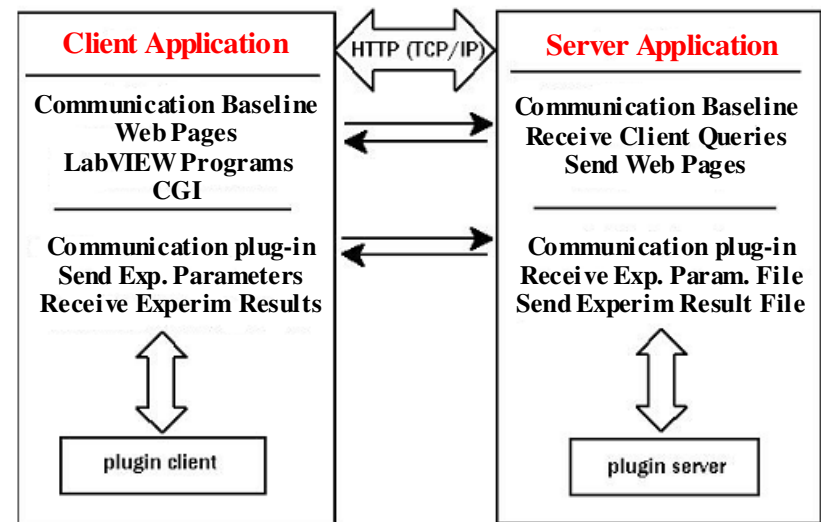 Client Application
HTTP (TCP/IP)
Server Application
Communication Baseline
Web Pages
LabVIEW Programs
CGI
Communication Baseline
Receive Client Queries
Send Web Pages
Communication plug-in
Send Exp. Parameters
Receive Experim Results
Communication plug-in
Receive Exp. Param. File
Send Experim Result File
plugin client
plugin server